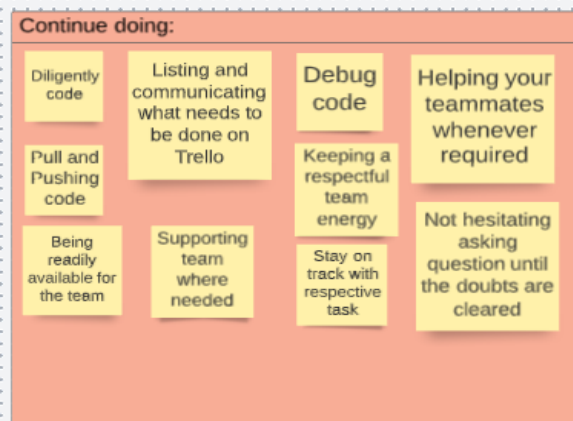 Continue doing:
Diligently
code
Listing and
communicating
what needs to
be done on
Trello
Debug
code
Helping your
teammates
whenever
required
Pull and
Pushing
code
Keeping a
respectful
team
energy
Being
readily
available for
the team
Supporting
team
where
needed
Stay on
track with
respective
task
Not hesitating
asking
question until
the doubts are
cleared